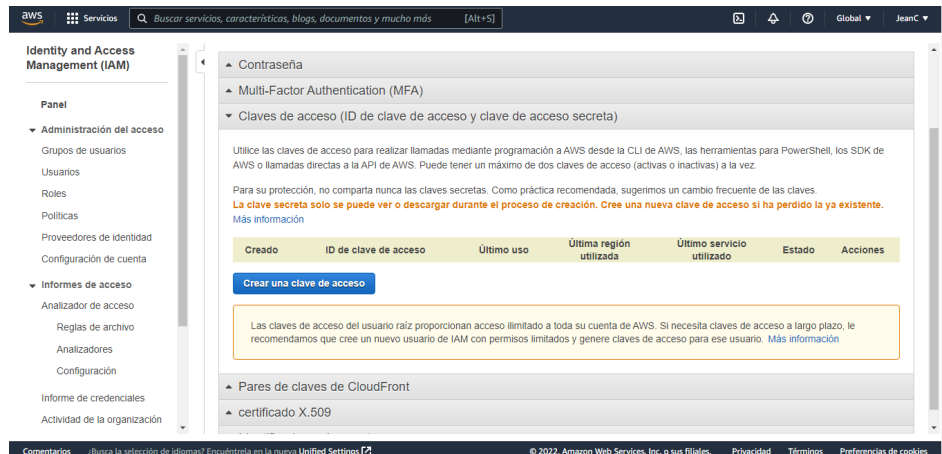 aws
Servicios
Buscar servicios, características, blogs, documentos y mucho más
[Alt+S]
Global
JeanC
Identity and Access
Management (IAM)
Panel
Administración del acceso
Grupos de usuarios
Usuarios
Roles
Políticas
Proveedores de identidad
Configuración de cuenta
Informes de acceso
Analizador de acceso
Reglas de archivo
Analizadores
Configuración
Informe de credenciales
Actividad de la organización
Contraseña
Multi-Factor Authentication (MFA)
Claves de acceso (ID de clave de acceso y clave de acceso secreta)
Utilice las claves de acceso para realizar llamadas mediante programación a AWS desde la CLI de AWS, las herramientas para PowerShell, los SDK de
AWS o llamadas directas a la API de AWS. Puede tener un máximo de dos claves de acceso (activas o inactivas) a la vez.
Para su protección, no comparta nunca las claves secretas. Como práctica recomendada, sugerimos un cambio frecuente de las claves.
La clave secreta solo se puede ver o descargar durante el proceso de creación. Cree una nueva clave de acceso si ha perdido la ya existente.
Más información
Creado ID de clave de acceso Último uso Última región utilizada Último servicio utilizado Estado Acciones
Crear una clave de acceso
Las claves de acceso del usuario raíz proporcionan acceso ilimitado a toda su cuenta de AWS. Si necesita claves de acceso a largo plazo, le
recomendamos que cree un nuevo usuario de IAM con permisos limitados y genere claves de acceso para ese usuario. Más información
Pares de claves de CloudFront
certificado X.509
Comentarios ¿Busca la selección de idiomas? Encuéntrela en la nueva Unified Settings
© 2022, Amazon Web Services, Inc. o sus filiales. Privacidad Términos Preferencias de cookies